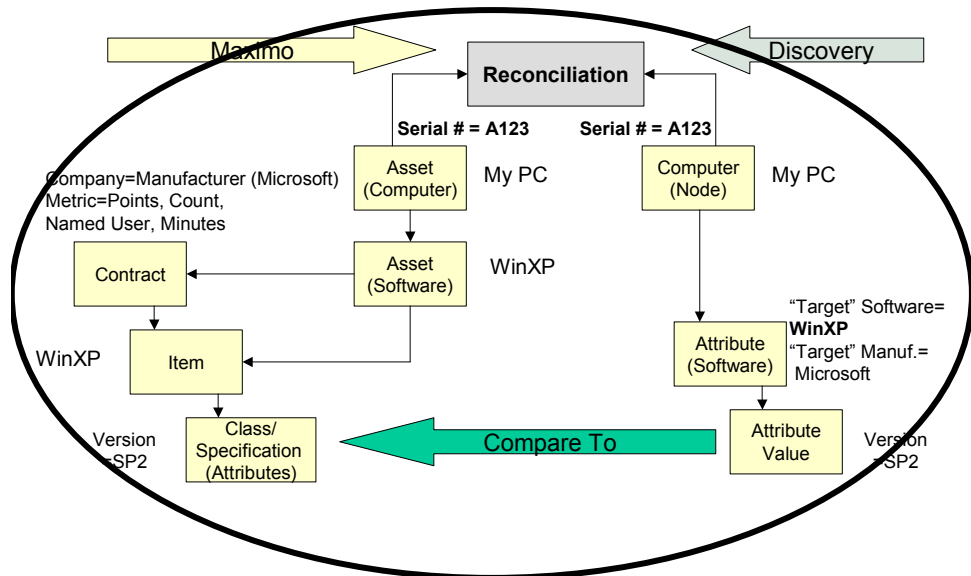 Maximo
Discovery
Reconciliation
Serial # = A123
Serial # = A123
Company=Manufacturer (Microsoft)
Metric=Points, Count,
Named User, Minutes
Asset
(Computer)
My PC
Computer
(Node)
My PC
Contract
Asset
(Software)
WinXP
WinXP
Item
Attribute
(Software)
“Target” Software=
WinXP
“Target” Manuf.=
Microsoft
Version
=SP2
Class/
Specification
(Attributes)
Compare To
Attribute
Value
Version
=SP2